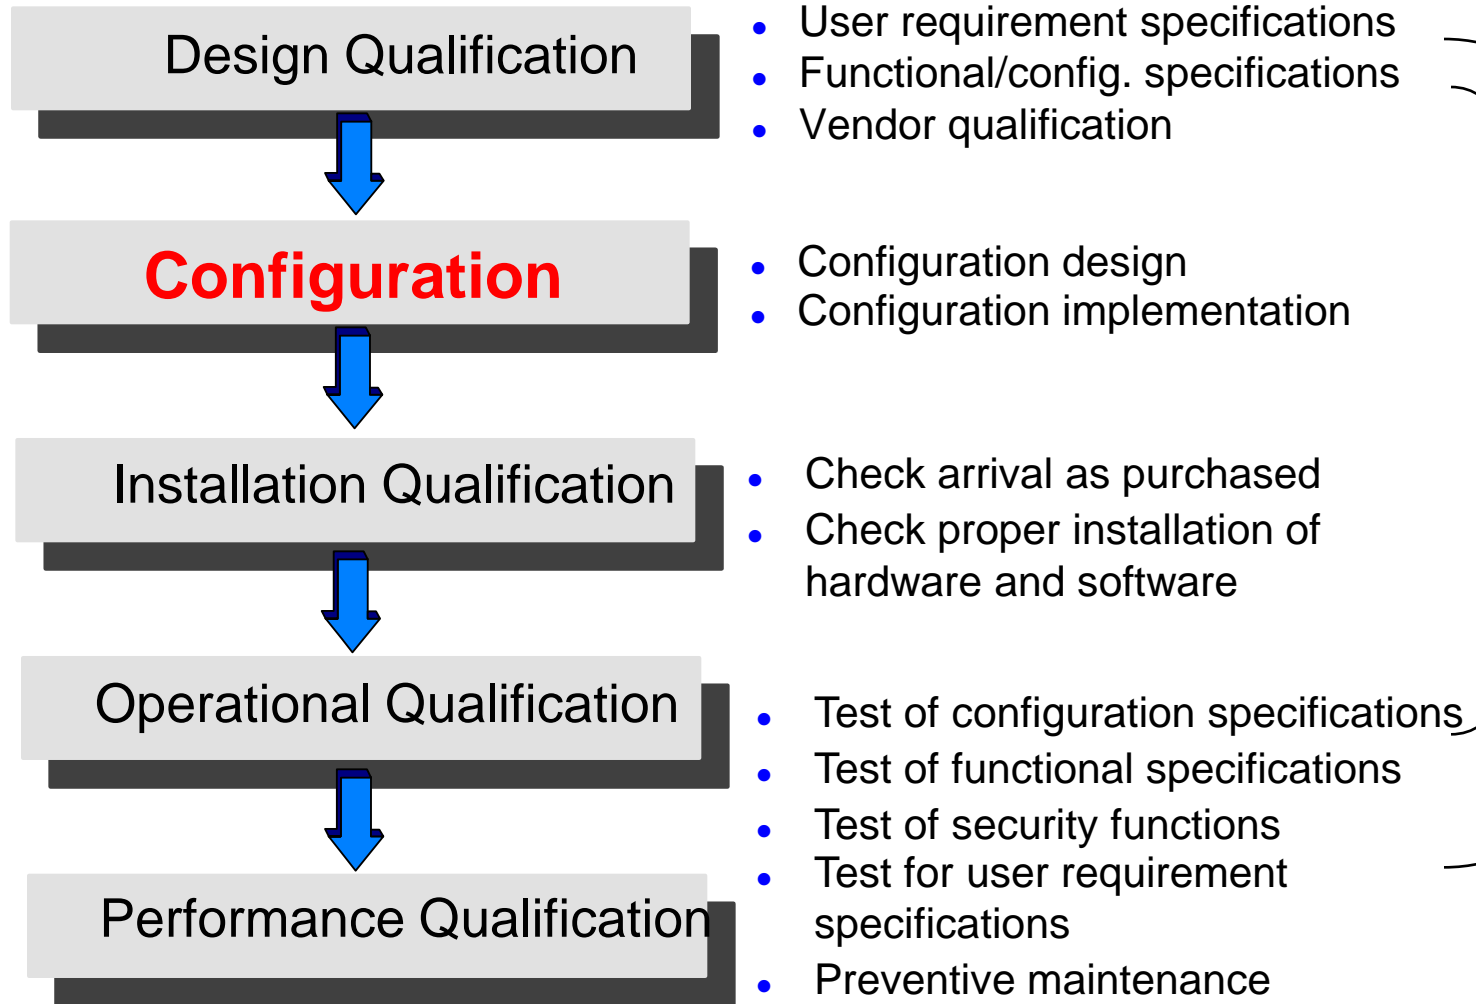 Design Qualification
• User requirement specifications
• Functional/config. specifications
• Vendor qualification
Configuration
• Configuration design
• Configuration implementation
Installation Qualification
• Check arrival as purchased
• Check proper installation of
hardware and software
Operational Qualification
• Test of configuration specifications
• Test of functional specifications
• Test of security functions
Performance Qualification
• Test for user requirement
specifications
• Preventive maintenance